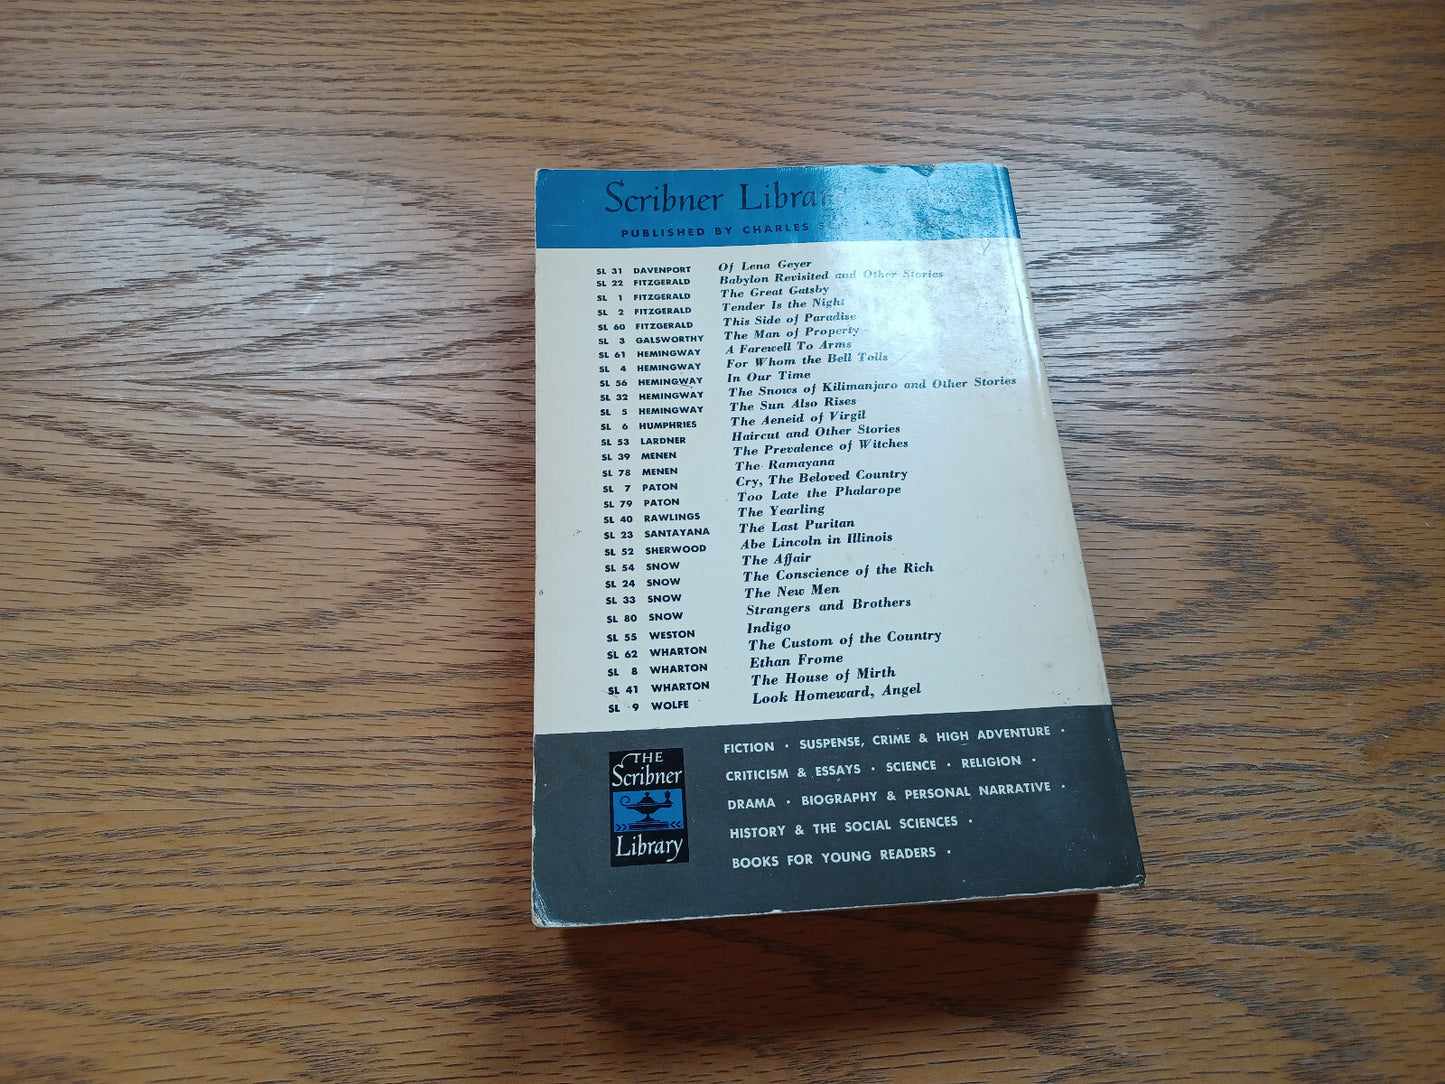 Scribner Library
PUBLISHED BY CHARLES
SL 31 DAVENPORT Of Lena Geyer
SL 22 FITZGERALD Babylon Revisited and Other Stories
SL 1 FITZGERALD The Great Gatsby
SL 2 FITZGERALD Tender Is the Night
SL 60 FITZGERALD This Side of Paradise
SL 3 GALSWORTHY The Man of Property
SL 61 HEMINGWAY A Farewell To Arms
SL 4 HEMINGWAY For Whom the Bell Tolls
SL 56 HEMINGWAY In Our Time
SL 32 HEMINGWAY The Snows of Kilimanjaro and Other Stories
SL 5 HEMINGWAY The Sun Also Rises
SL 6 HUMPHRIES The Aeneid of Virgil
SL 53 LARDNER Haircut and Other Stories
SL 39 MENEN The Prevalence of Witches
SL 78 MENEN The Ramayana
SL 7 PATON Cry, The Beloved Country
SL 79 PATON Too Late the Phalarope
SL 40 RAWLINGS The Yearling
SL 23 SANTAYANA The Last Puritan
SL 52 SHERWOOD Abe Lincoln in Illinois
SL 54 SNOW The Affair
SL 24 SNOW The Conscience of the Rich
SL 33 SNOW The New Men
SL 80 SNOW Strangers and Brothers
SL 55 WESTON Indigo
SL 62 WHARTON The Custom of the Country
SL 8 WHARTON Ethan Frome
SL 41 WHARTON The House of Mirth
SL 9 WOLFE Look Homeward, Angel
THE
Scribner
Library
FICTION · SUSPENSE, CRIME & HIGH ADVENTURE ·
CRITICISM & ESSAYS · SCIENCE · RELIGION ·
DRAMA · BIOGRAPHY & PERSONAL NARRATIVE ·
HISTORY & THE SOCIAL SCIENCES ·
BOOKS FOR YOUNG READERS ·